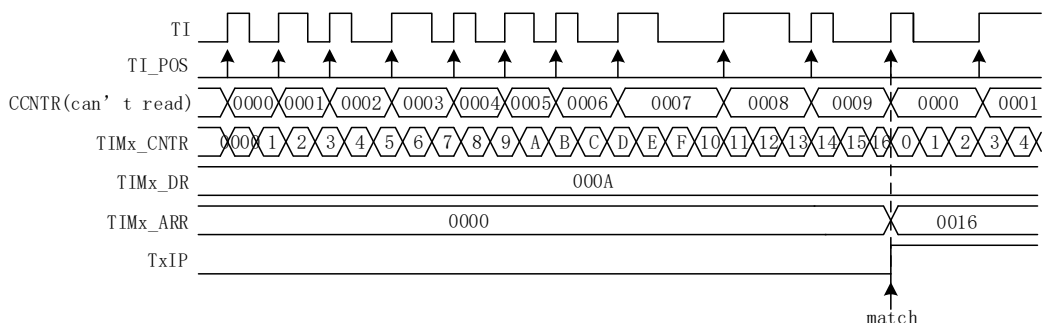 TI
TI_POS
CCNTR(can't read) 0000 0001 0002 0003 0004 0005 0006 0007 0008 0009 0000 0001
TIMx_CNTR 0000 1 2 3 4 5 6 7 8 9 A B C D E F 10 11 12 13 14 15 16 0 1 2 3 4
TIMx_DR 000A
TIMx_ARR 0000 0016
TxIP
match